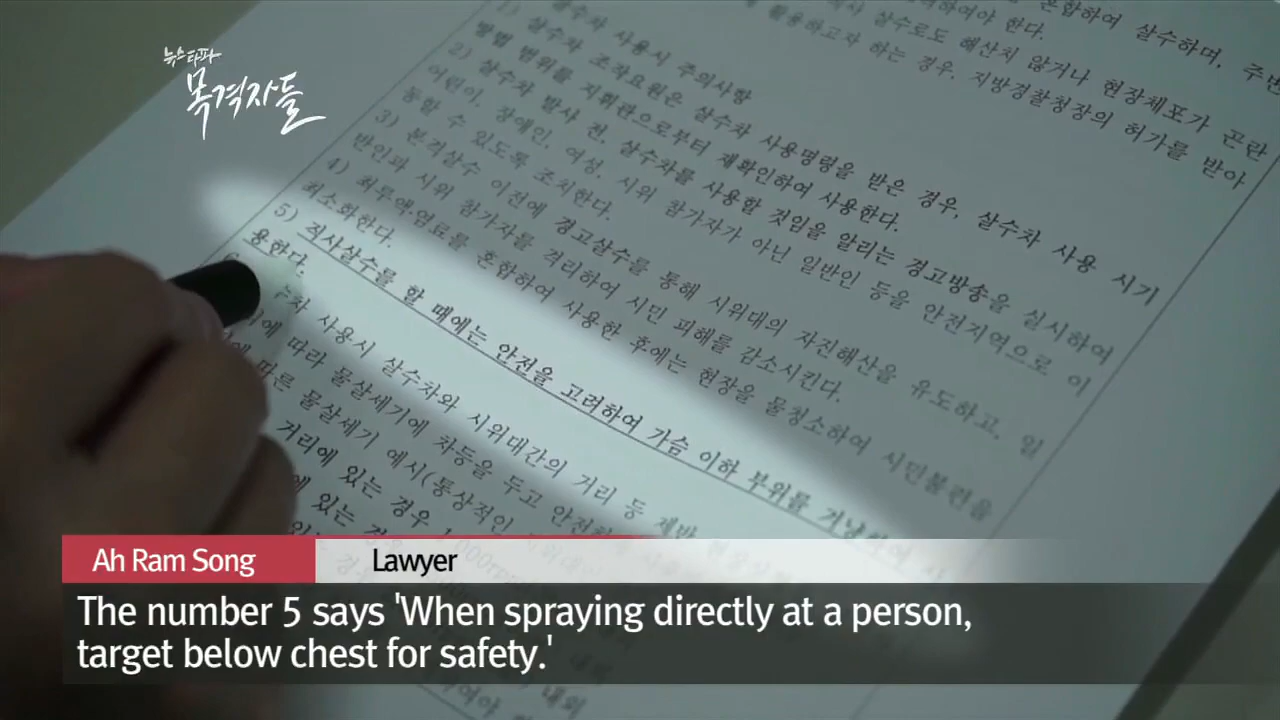 뉴스타파
목격자들
혼합하여 살수하며, 주변
살수로도 해산치 않거나 현장체포가 곤란
하여야 한다.
활용하고자 하는 경우, 지방경찰청장의 허가를 받아
살수차 사용시 주의사항
1) 살수차 조작요원은 살수차 사용명령을 받은 경우, 살수차 사용 시기
방법 범위를 지휘관으로부터 재확인하여 사용한다.
2) 살수차 발사 전, 살수차를 사용할 것임을 알리는 경고방송을 실시하여
어린이, 장애인, 여성, 시위 참가자가 아닌 일반인 등을 안전지역으로 이
동할 수 있도록 조치한다.
3) 본격살수 이전에 경고살수를 통해 시위대의 자진해산을 유도하고, 일
반인과 시위 참가자를 격리하여 시민 피해를 감소시킨다.
4) 최루액·염료를 혼합하여 사용한 후에는 현장을 물청소하여 시민불편을
최소화한다.
5) 직사살수를 할 때에는 안전을 고려하여 가슴 이하 부위를 겨냥하여 사
용한다.
사용시 살수차와 시위대간의 거리 등 제반
에 따라 물살세기에 차등을 두고
따른 물살세기 예시(통상적인
거리에 있는 경우
에 있는
Ah Ram Song Lawyer
The number 5 says 'When spraying directly at a person,
target below chest for safety.'